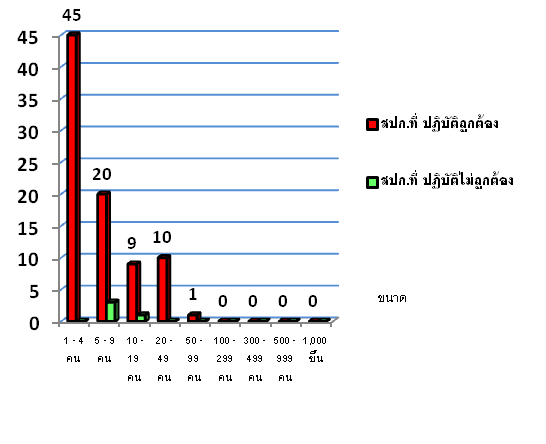 45
45
40
35
30
25
20
15
10
5
0
20
9
10
1
0
0
0
0
1 - 4 คน
5 - 9 คน
10 - 19 คน
20 - 49 คน
50 - 99 คน
100 - 299 คน
300 - 499 คน
500 - 999 คน
1,000 ขึ้น
สปก.ที่ ปฏิบัติถูกต้อง
สปก.ที่ ปฏิบัติไม่ถูกต้อง
ขนาด